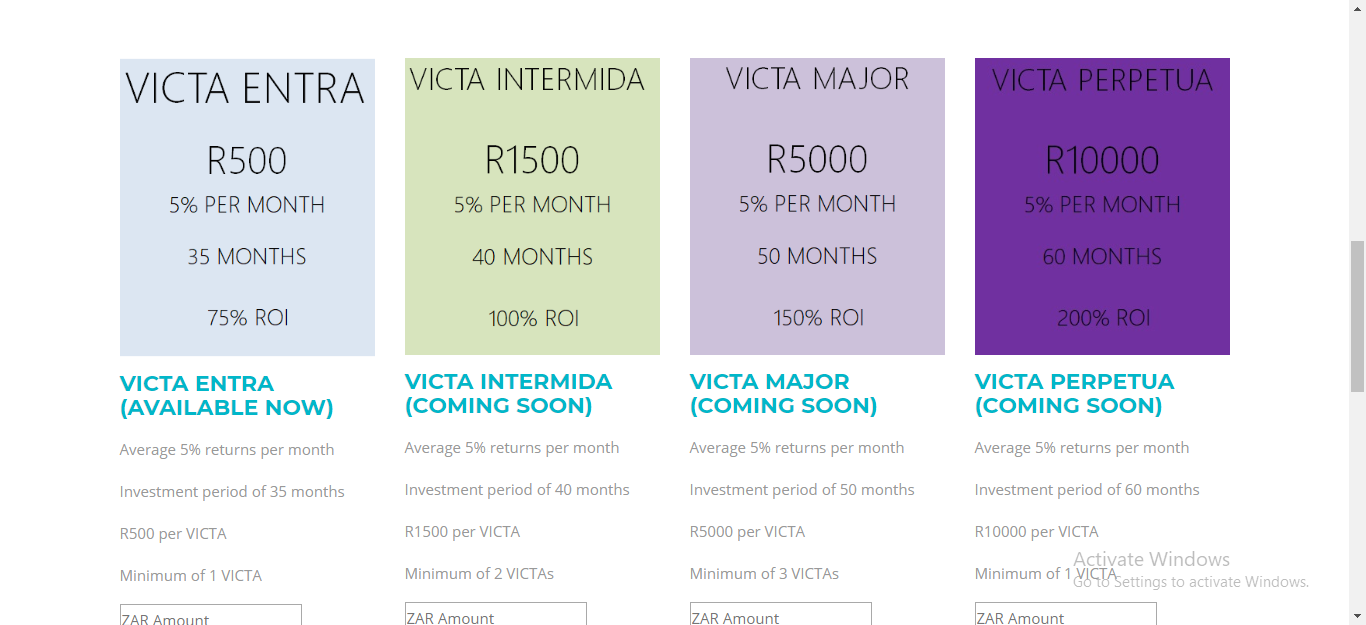 VICTA ENTRA
R500
5% PER MONTH
35 MONTHS
75% ROI
VICTA ENTRA
(AVAILABLE NOW)
Average 5% returns per month
Investment period of 35 months
R500 per VICTA
Minimum of 1 VICTA
ZAR Amount
VICTA INTERMIDA
R1500
5% PER MONTH
40 MONTHS
100% ROI
VICTA INTERMIDA
(COMING SOON)
Average 5% returns per month
Investment period of 40 months
R1500 per VICTA
Minimum of 2 VICTAs
ZAR Amount
VICTA MAJOR
R5000
5% PER MONTH
50 MONTHS
150% ROI
VICTA MAJOR
(COMING SOON)
Average 5% returns per month
Investment period of 50 months
R5000 per VICTA
Minimum of 3 VICTAs
ZAR Amount
VICTA PERPETUA
R10000
5% PER MONTH
60 MONTHS
200% ROI
VICTA PERPETUA
(COMING SOON)
Average 5% returns per month
Investment period of 60 months
R10000 per VICTA
Minimum of 1 VICTA
ZAR Amount
Activate Windows
Go to Settings to activate Windows.